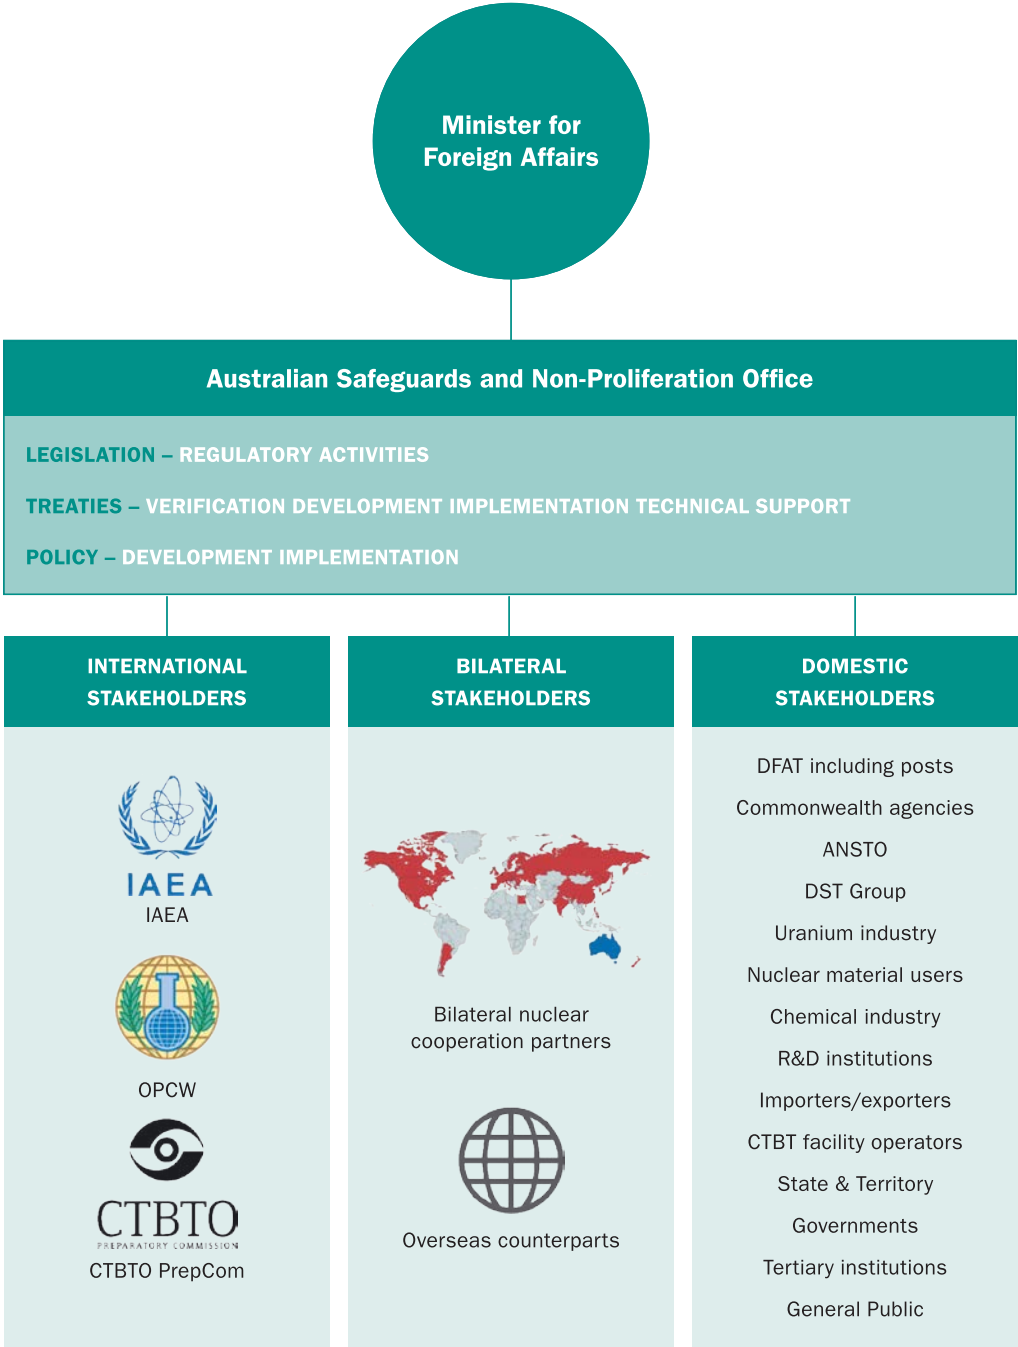 Minister for
Foreign Affairs
Australian Safeguards and Non-Proliferation Office
LEGISLATION – REGULATORY ACTIVITIES
TREATIES – VERIFICATION DEVELOPMENT IMPLEMENTATION TECHNICAL SUPPORT
POLICY – DEVELOPMENT IMPLEMENTATION
INTERNATIONAL
STAKEHOLDERS
IAEA
IAEA
OPCW
CTBTO
PREPARATORY COMMISSION
CTBTO PrepCom
BILATERAL
STAKEHOLDERS
Bilateral nuclear
cooperation partners
Overseas counterparts
DOMESTIC
STAKEHOLDERS
DFAT including posts
Commonwealth agencies
ANSTO
DST Group
Uranium industry
Nuclear material users
Chemical industry
R&D institutions
Importers/exporters
CTBT facility operators
State & Territory
Governments
Tertiary institutions
General Public